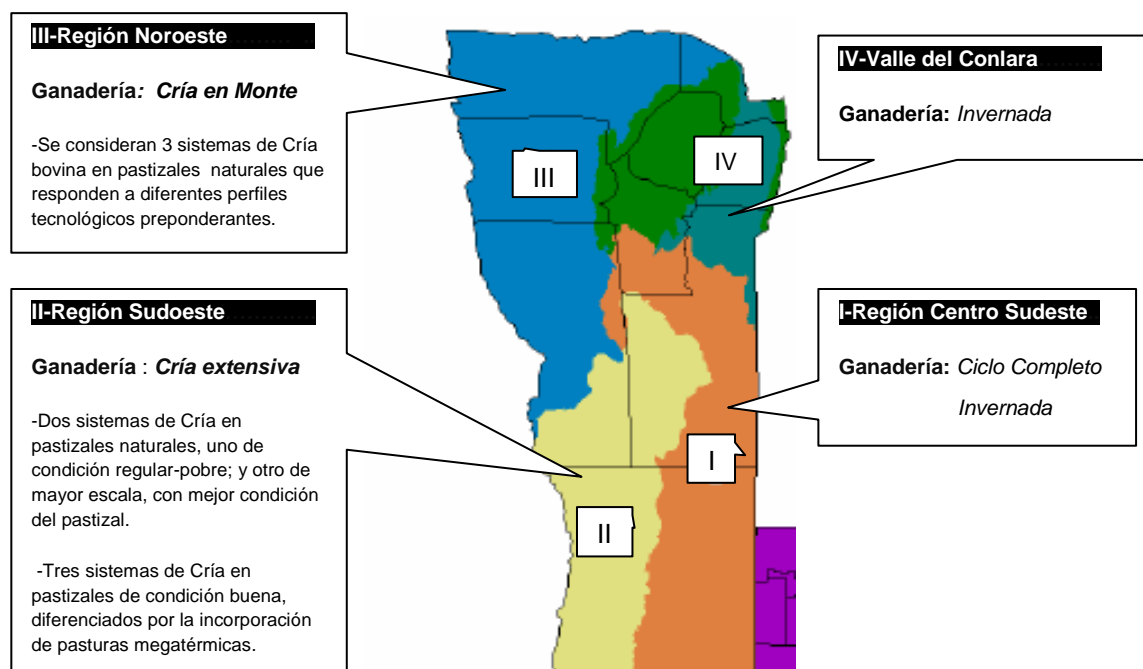 III-Región Noroeste
Ganadería: Cría en Monte
-Se consideran 3 sistemas de Cría
bovina en pastizales naturales que
responden a diferentes perfiles
tecnológicos preponderantes.
II-Región Sudoeste
Ganadería : Cría extensiva
-Dos sistemas de Cría en
pastizales naturales, uno de
condición regular-pobre; y otro de
mayor escala, con mejor condición
del pastizal.
-Tres sistemas de Cría en
pastizales de condición buena,
diferenciados por la incorporación
de pasturas megatérmicas.
III
IV
I
II
IV-Valle del Conlara
Ganadería: Invernada
I-Región Centro Sudeste
Ganadería: Ciclo Completo
Invernada